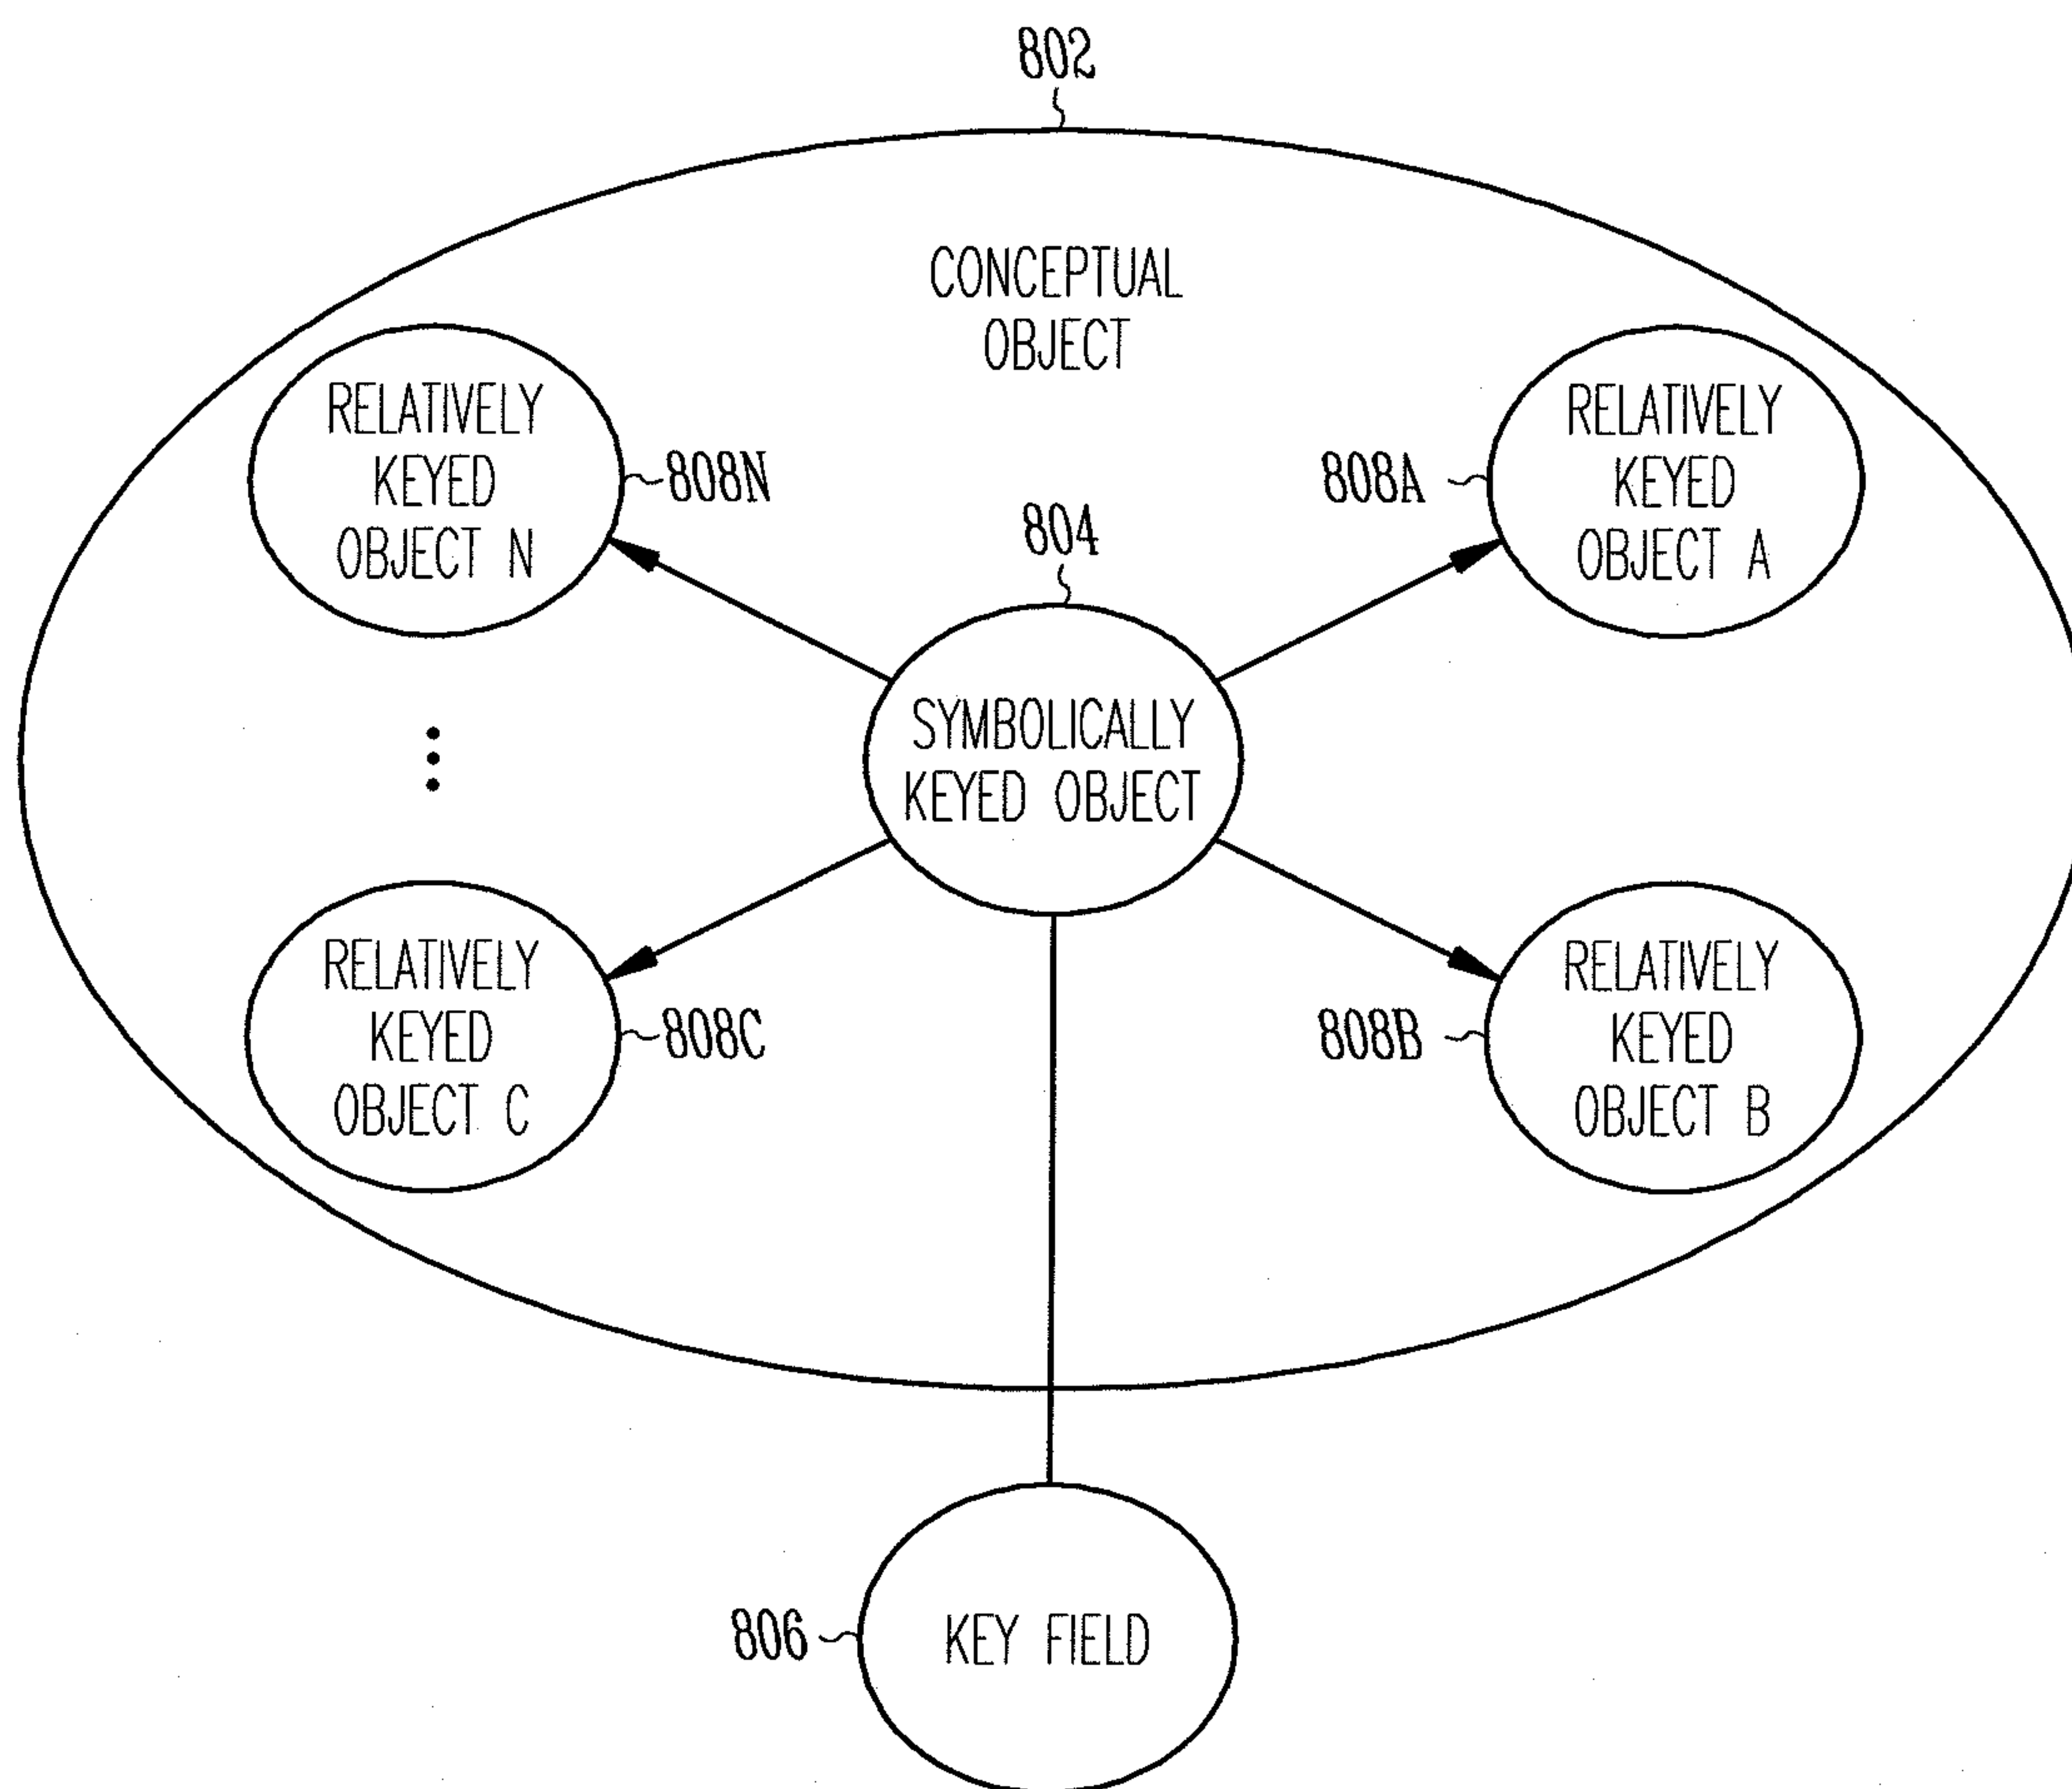 802
CONCEPTUAL
OBJECT
RELATIVELY
KEYED
OBJECT N
808N
808A
RELATIVELY
KEYED
OBJECT A
804
SYMBOLICALLY
KEYED OBJECT
RELATIVELY
KEYED
OBJECT C
808C
808B
RELATIVELY
KEYED
OBJECT B
806
KEY FIELD